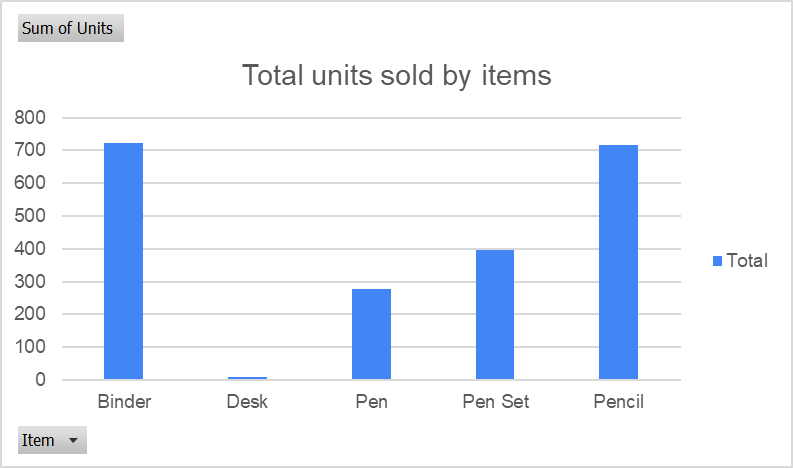 Sum of Units
Total units sold by items
800
700
600
500
400
300
200
100
0
Binder Desk Pen Pen Set Pencil
Total
Item